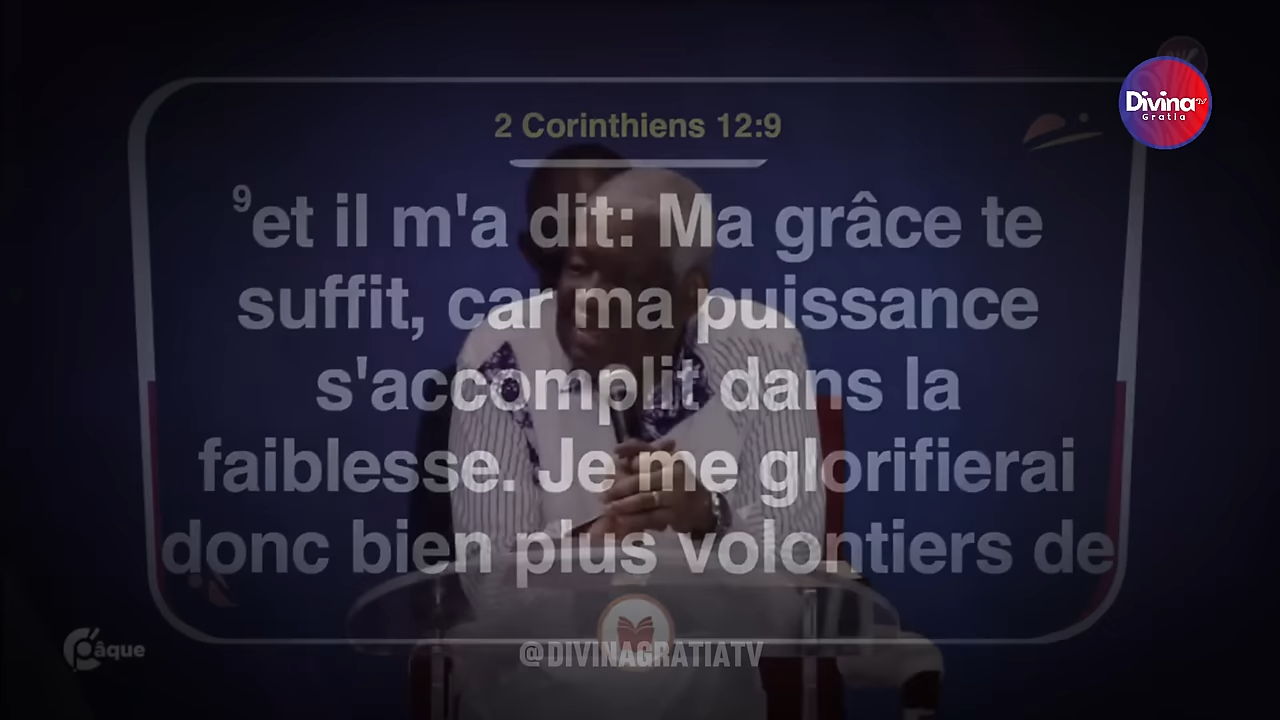 Divina TV
Gratia
2 Corinthiens 12:9
9et il m'a dit: Ma grâce te
suffit, car ma puissance
s'accomplit dans la
faiblesse. Je me glorifierai
donc bien plus volontiers de
Pâque
@DIVINAGRATIATV